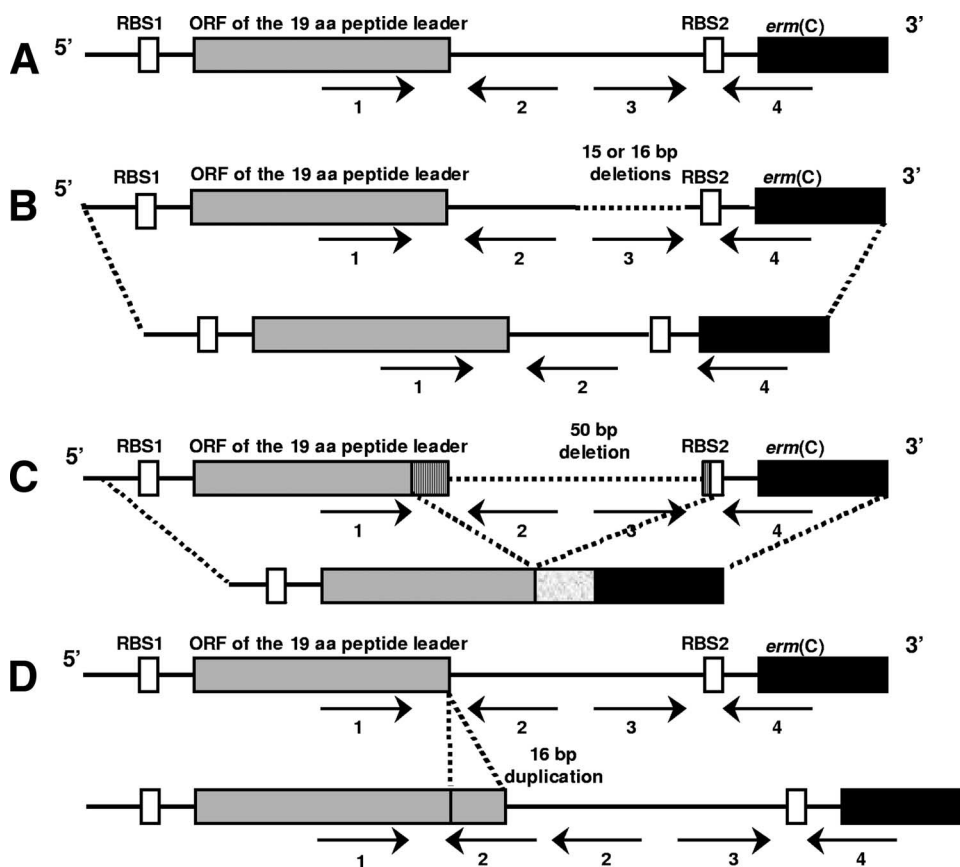 A
5’
RBS1
ORF of the 19 aa peptide leader
RBS2
erm(C)
3’
1
2
3
4
B
5’
RBS1
ORF of the 19 aa peptide leader
15 or 16 bp
deletions
RBS2
erm(C)
3’
1
2
3
4
1
2
4
C
5’
RBS1
ORF of the 19 aa peptide leader
50 bp
deletion
RBS2
erm(C)
3’
1
2
3
4
D
5’
RBS1
ORF of the 19 aa peptide leader
RBS2
erm(C)
3’
1
2
3
4
16 bp
duplication
1
2
2
3
4